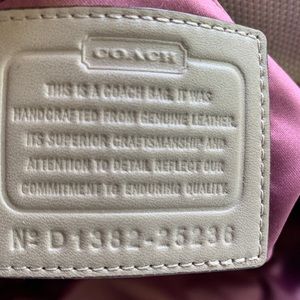 COACH
THIS IS A COACH BAG. IT WAS
HANDCRAFTED FROM GENUINE LEATHER.
ITS SUPERIOR CRAFTSMANSHIP AND
ATTENTION TO DETAIL REFLECT OUR
COMMITMENT TO ENDURING QUALITY.
Nº D1382-25236